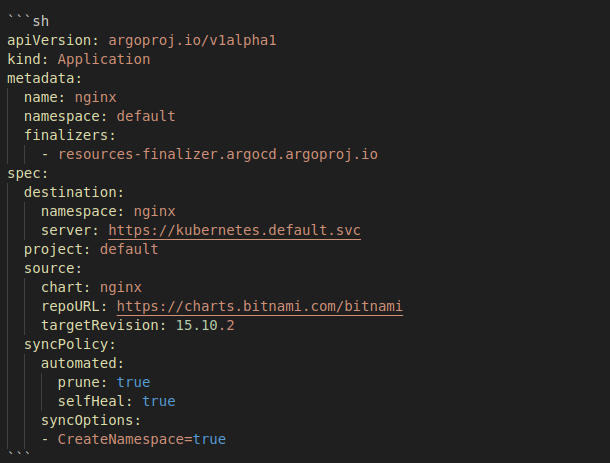 ```sh
apiVersion: argoproj.io/v1alpha1
kind: Application
metadata:
  name: nginx
  namespace: default
  finalizers:
    - resources-finalizer.argocd.argoproj.io
spec:
  destination:
    namespace: nginx
    server: https://kubernetes.default.svc
  project: default
  source:
    chart: nginx
    repoURL: https://charts.bitnami.com/bitnami
    targetRevision: 15.10.2
  syncPolicy:
    automated:
      prune: true
      selfHeal: true
    syncOptions:
    - CreateNamespace=true
```